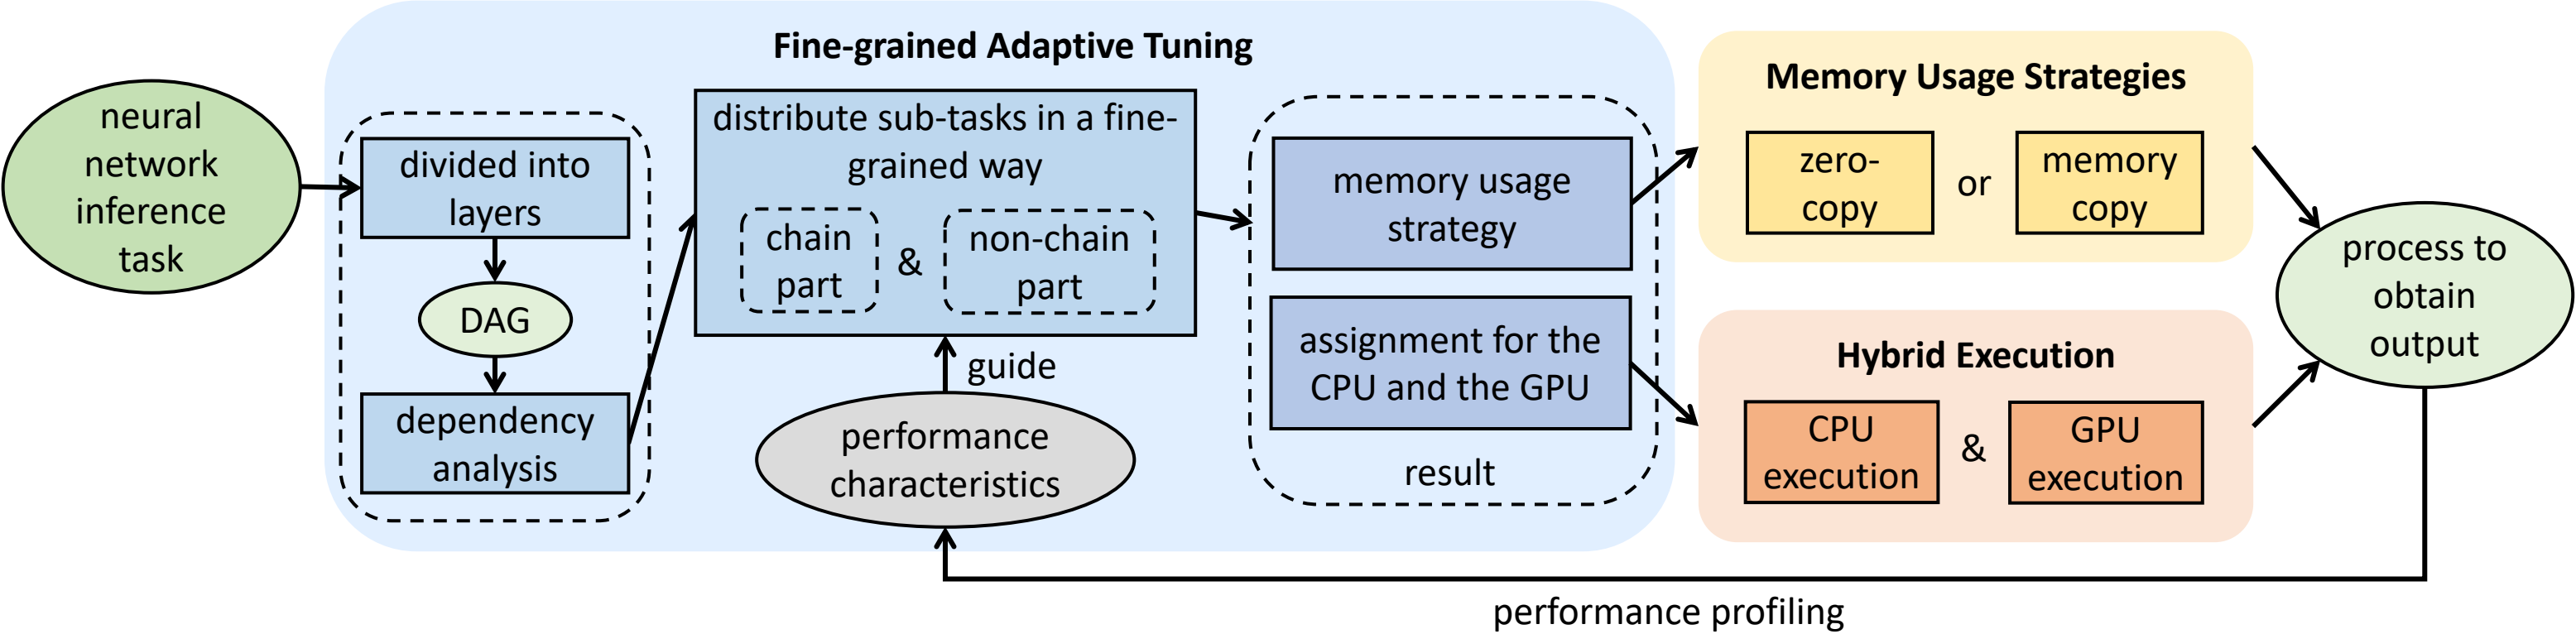 neural
network
inference
task
Fine-grained Adaptive Tuning
divided into
layers
DAG
dependency
analysis
distribute sub-tasks in a fine-
grained way
chain
part
&
non-chain
part
guide
performance
characteristics
memory usage
strategy
assignment for the
CPU and the GPU
result
Memory Usage Strategies
zero-
copy
or
memory
copy
Hybrid Execution
CPU
execution
&
GPU
execution
process to
obtain
output
performance profiling